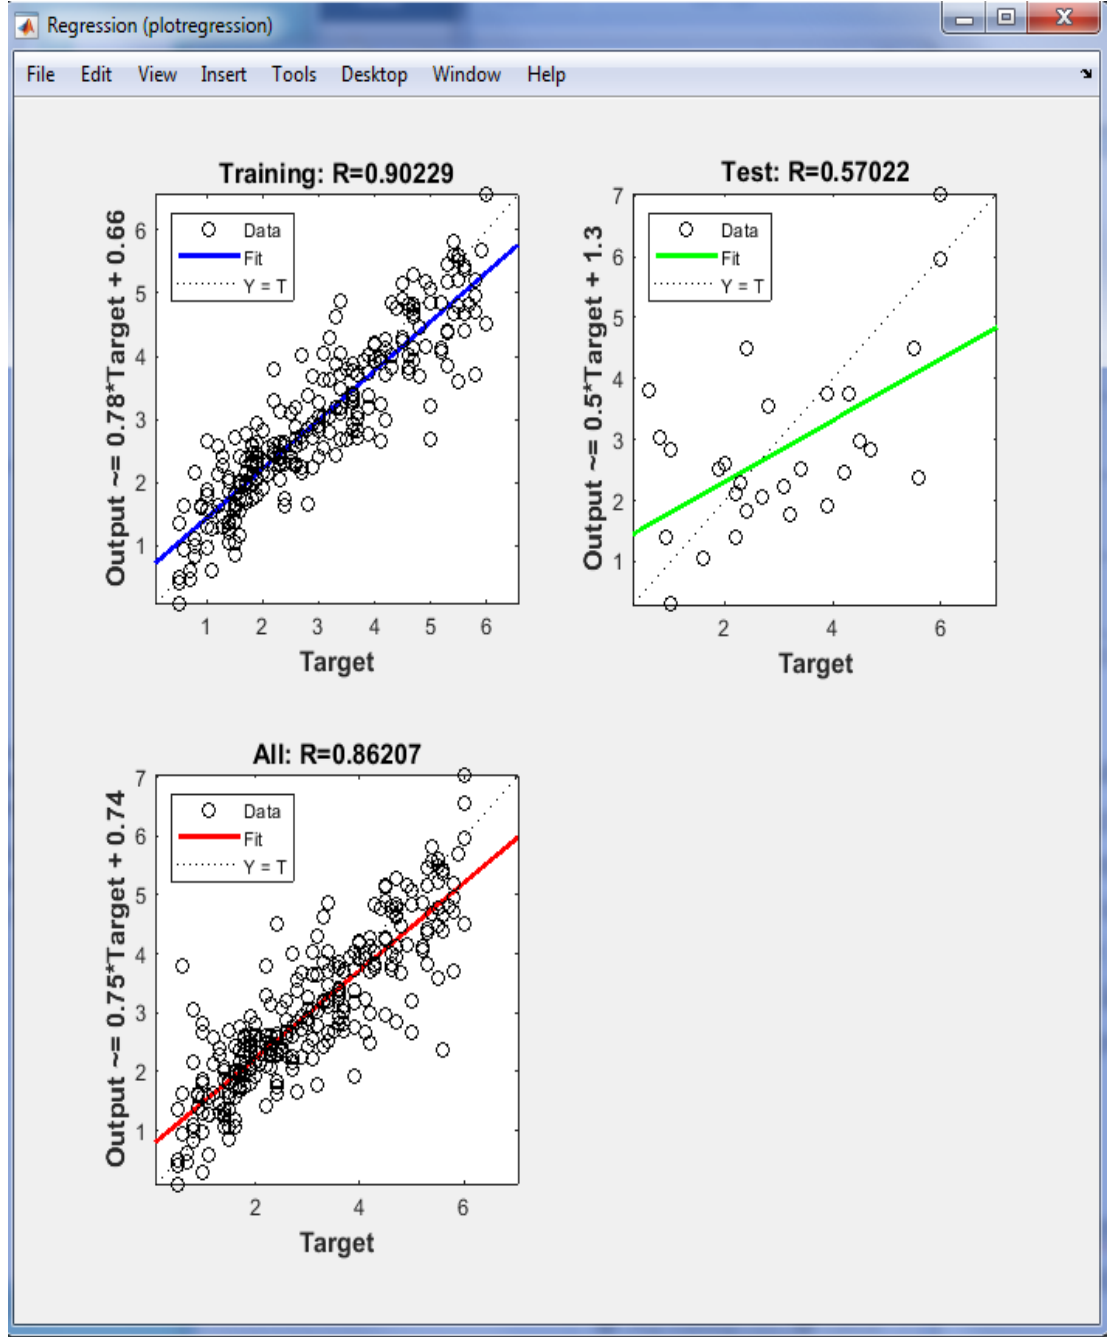 Regression (plotregression)
File Edit View Insert Tools Desktop Window Help
Training: R=0.90229
Output ~= 0.78*Target + 0.66
6
5
4
3
2
1
Data
Fit
Y = T
1 2 3 4 5 6
Target
Test: R=0.57022
Output ~= 0.5*Target + 1.3
7
6
5
4
3
2
1
Data
Fit
Y = T
2 4 6
Target
All: R=0.86207
Output ~= 0.75*Target + 0.74
7
6
5
4
3
2
1
Data
Fit
Y = T
2 4 6
Target